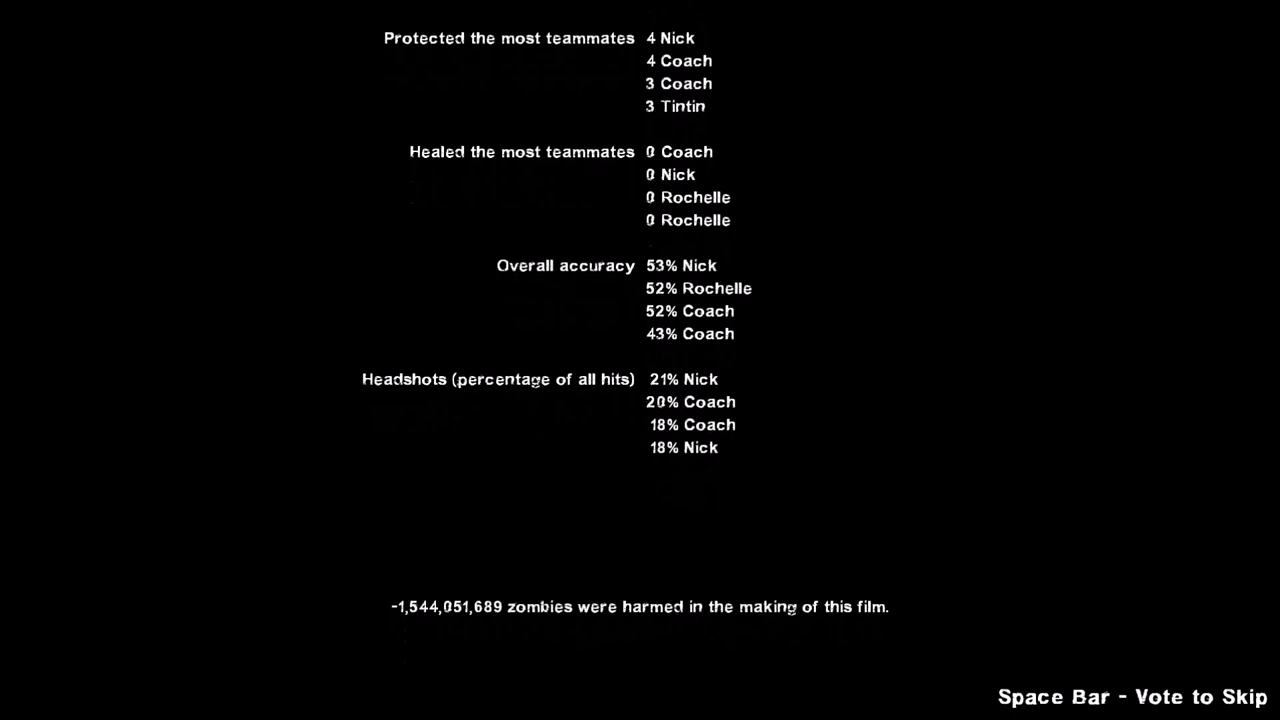 Protected the most teammates 4 Nick
4 Coach
3 Coach
3 Tintin
Healed the most teammates 0 Coach
0 Nick
0 Rochelle
0 Rochelle
Overall accuracy 53% Nick
52% Rochelle
52% Coach
43% Coach
Headshots (percentage of all hits) 21% Nick
20% Coach
18% Coach
18% Nick
-1,544,051,689 zombies were harmed in the making of this film.
Space Bar - Vote to Skip